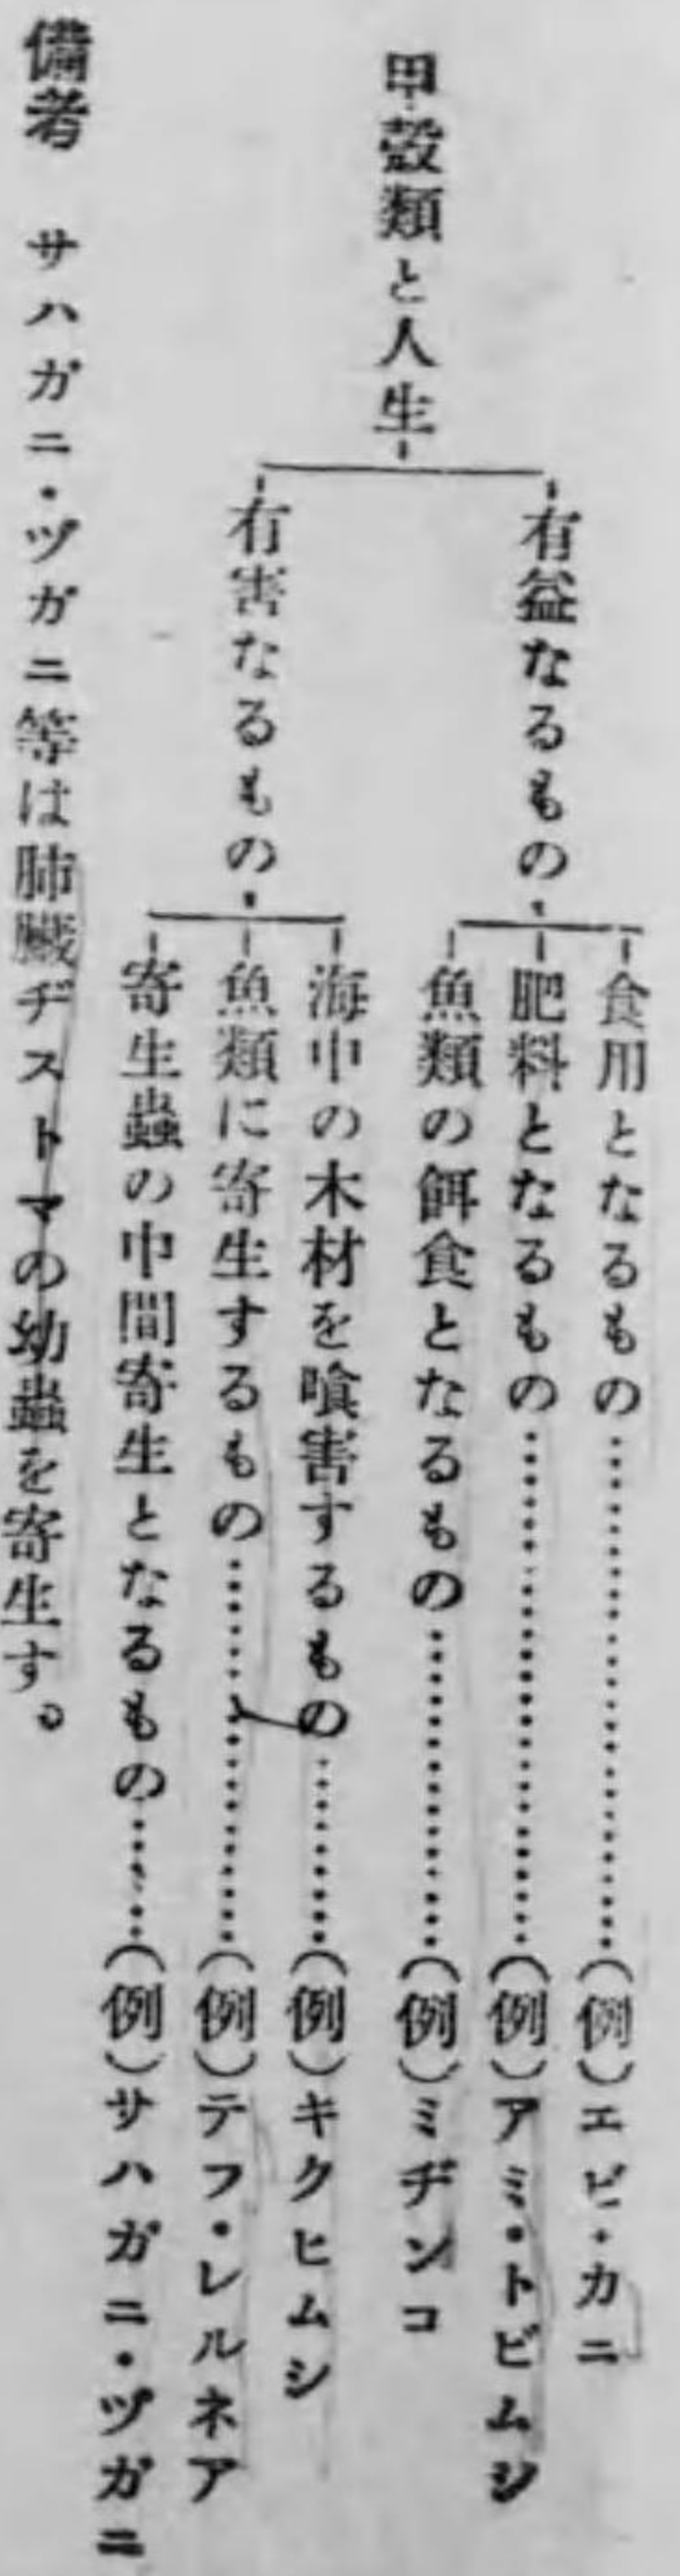 甲殼類と人生
有益なるもの
食用となるもの……………………(例)エビ・カニ
肥料となるもの……………………(例)アミ・トビムシ
魚類の餌食となるもの……………(例)ミヂンコ
有害なるもの
海中の木材を喰害するもの………(例)キクヒムシ
魚類に寄生するもの………………(例)テフ・レルネア
寄生蟲の中間寄生となるもの……(例)サハガニ・ヅガニ
備考 サハガニ・ヅガニ等は肺臟ヂストマの幼蟲を寄生す。